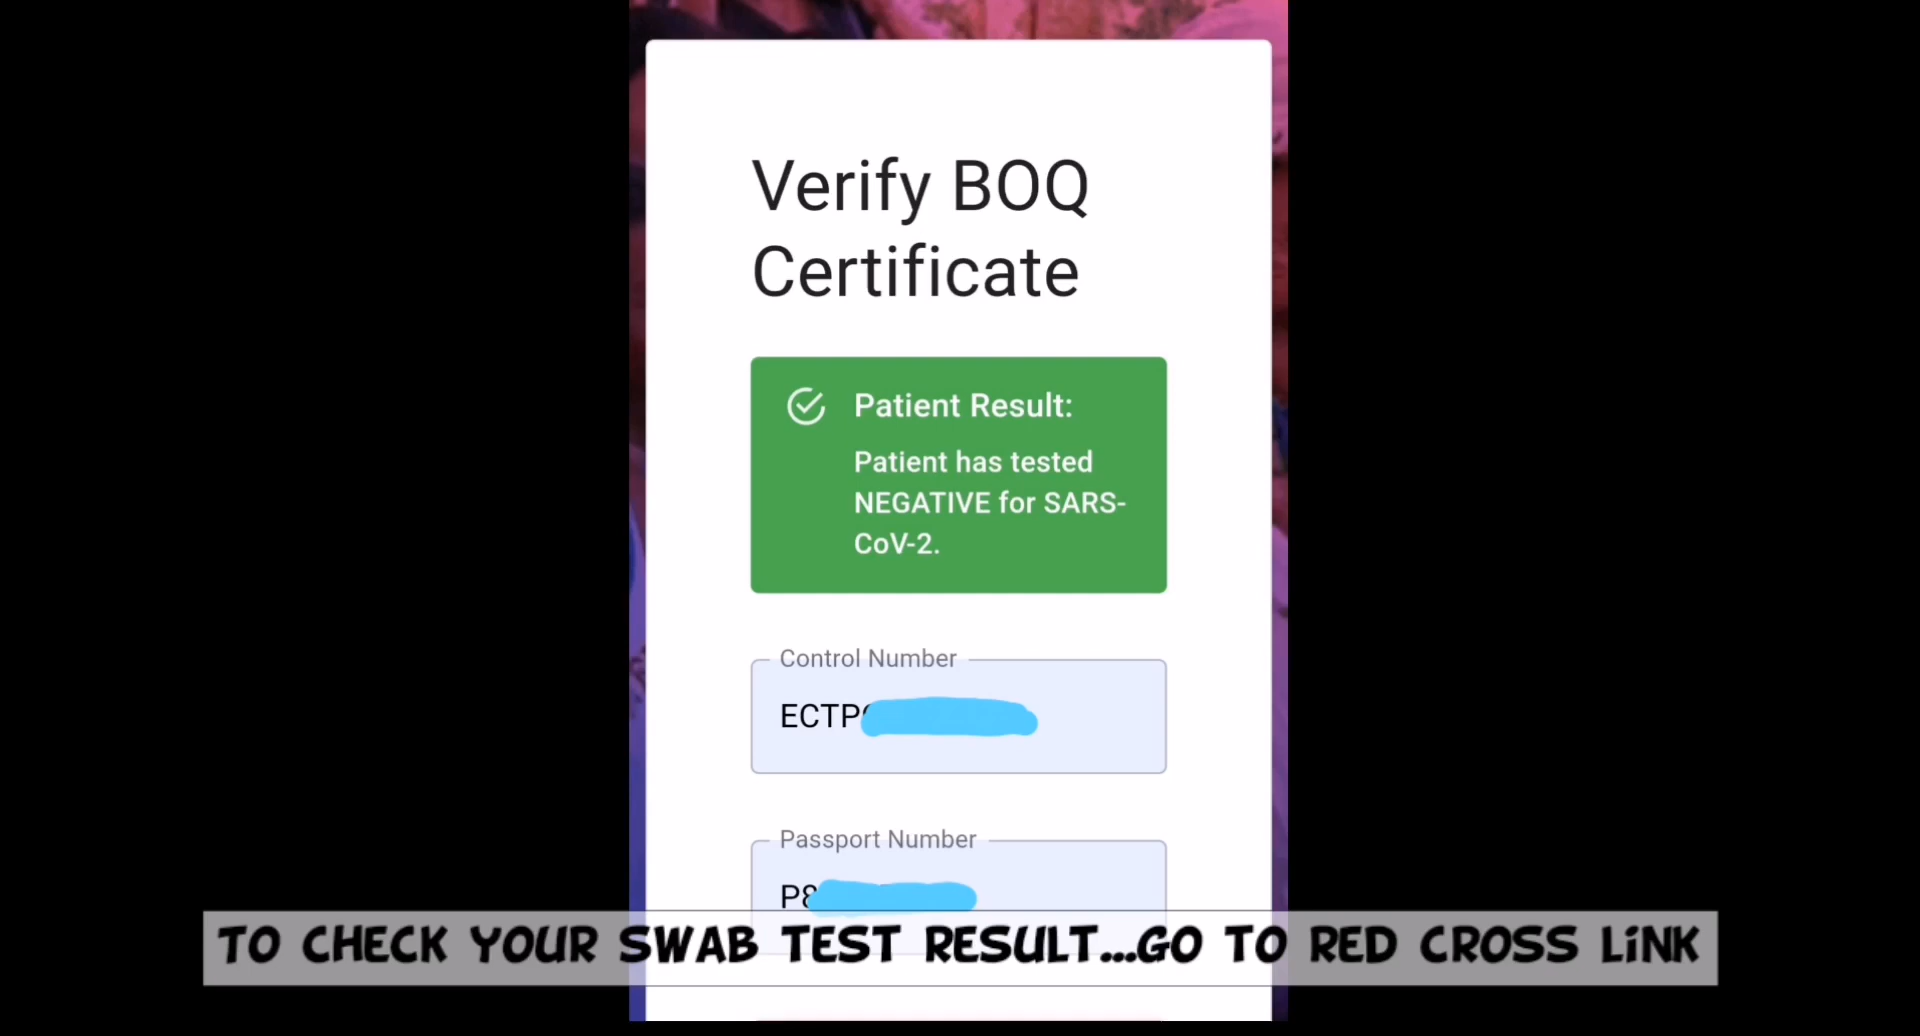 Verify BOQ
Certificate
Patient Result:
Patient has tested
NEGATIVE for SARS-
CoV-2.
Control Number
ECTP
Passport Number
P8
TO CHECK YOUR SWAB TEST RESULT...GO TO RED CROSS LiNK